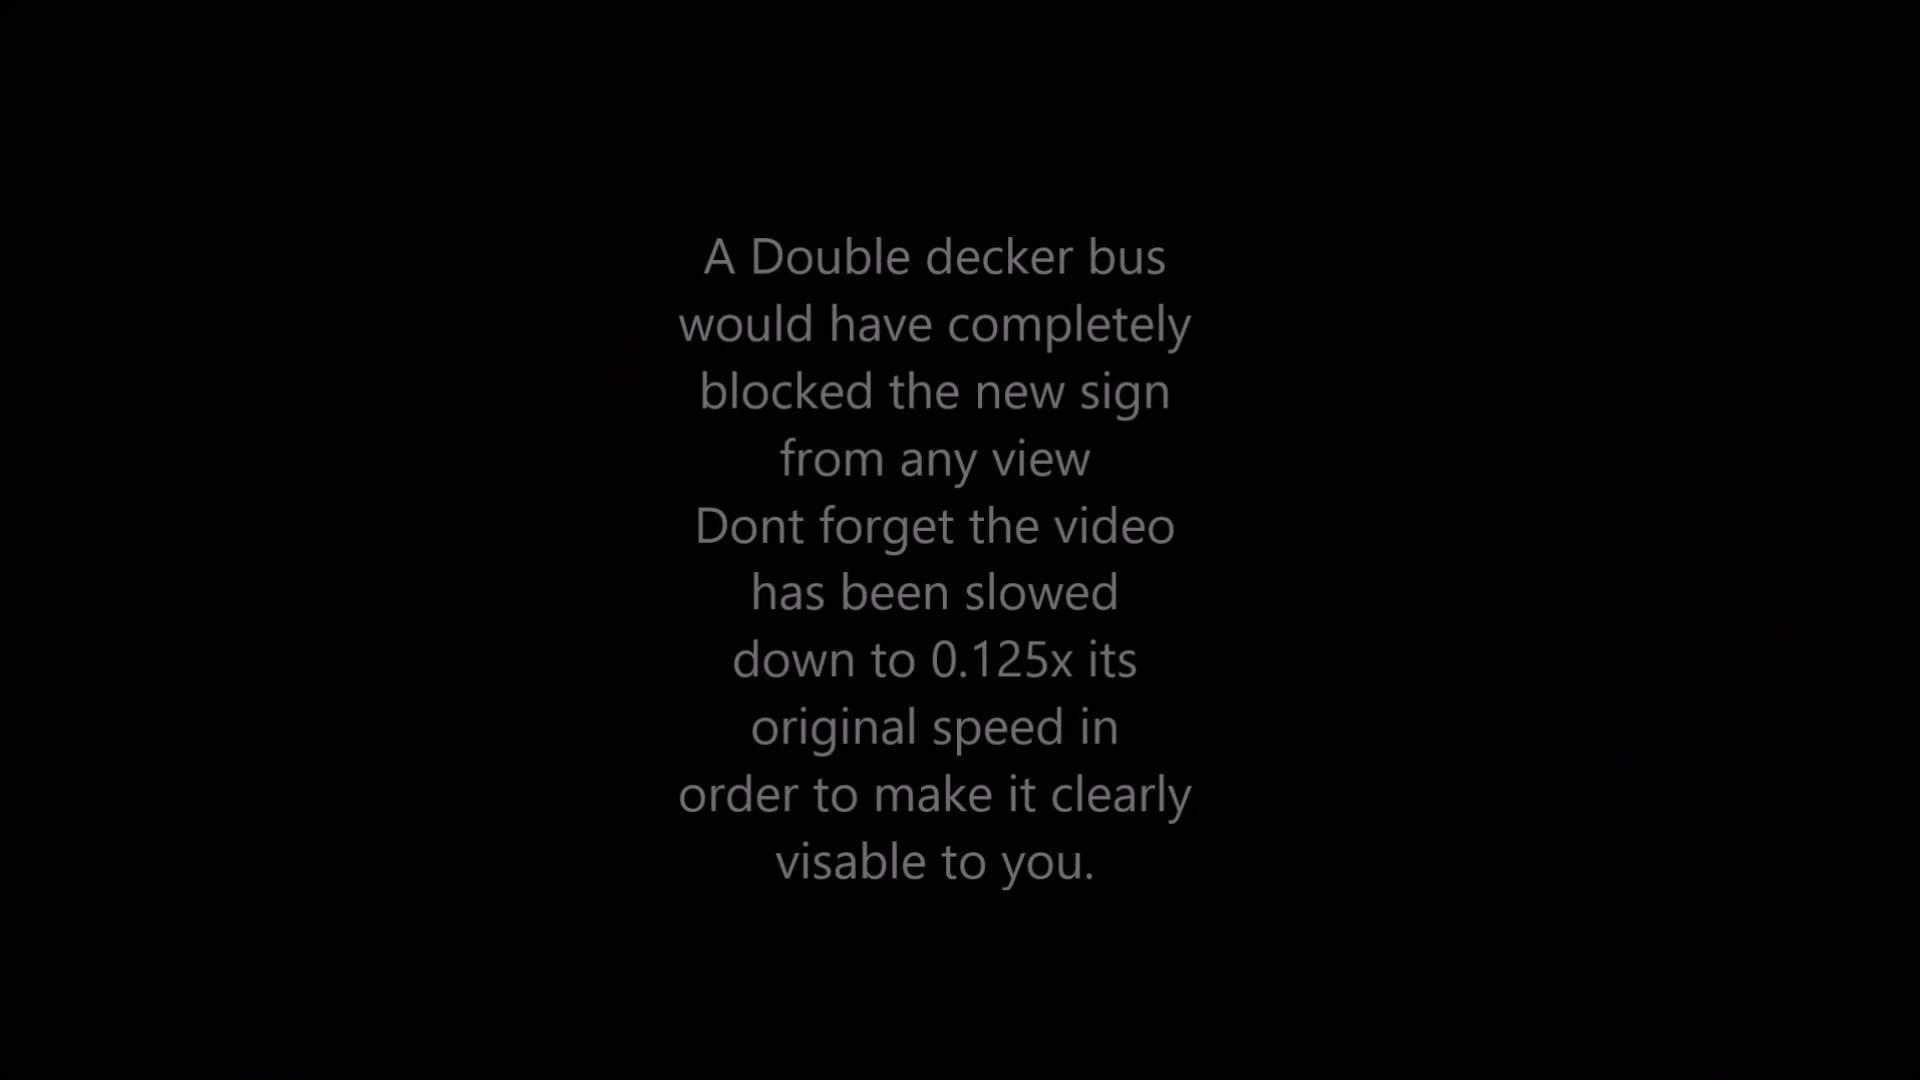 A Double decker bus
would have completely
blocked the new sign
from any view
Dont forget the video
has been slowed
down to 0.125x its
original speed in
order to make it clearly
visable to you.